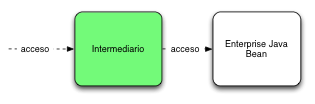 acceso
Intermediario
acceso
Enterprise Java
Bean